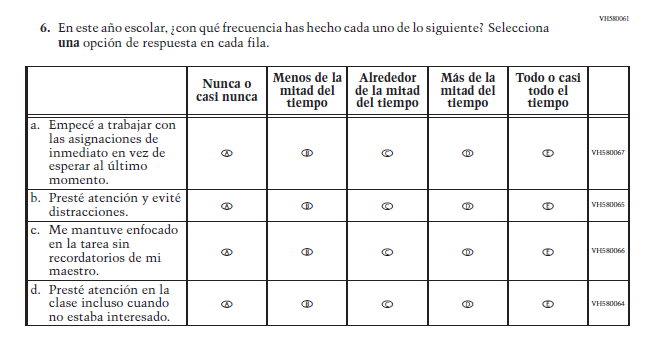 VH580061
6. En este año escolar, ¿con qué frecuencia has hecho cada uno de lo siguiente? Selecciona
una opción de respuesta en cada fila.
Nunca o
casi nunca
Menos de la
mitad del
tiempo
Alrededor
de la mitad
del tiempo
Más de la
mitad del
tiempo
Todo o casi
todo el
tiempo
a. Empecé a trabajar con
las asignaciones de
inmediato en vez de
esperar al último
momento.
A B C D E VH580067
b. Presté atención y evité
distracciones.
A B C D E VH580065
c. Me mantuve enfocado
en la tarea sin
recordatorios de mi
maestro.
A B C D E VH580066
d. Presté atención en la
clase incluso cuando
no estaba interesado.
A B C D E VH580064